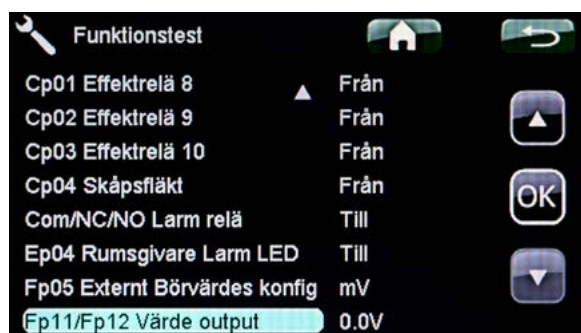 Funktionstest
Cp01 Effektrelä 8 Från
Cp02 Effektrelä 9 Från
Cp03 Effektrelä 10 Från
Cp04 Skåpsfläkt Från
Com/NC/NO Larm relä Till
Ep04 Rumsgivare Larm LED Till
Fp05 Externt Börvärdes konfig mV
Fp11/Fp12 Värde output 0.0V
OK